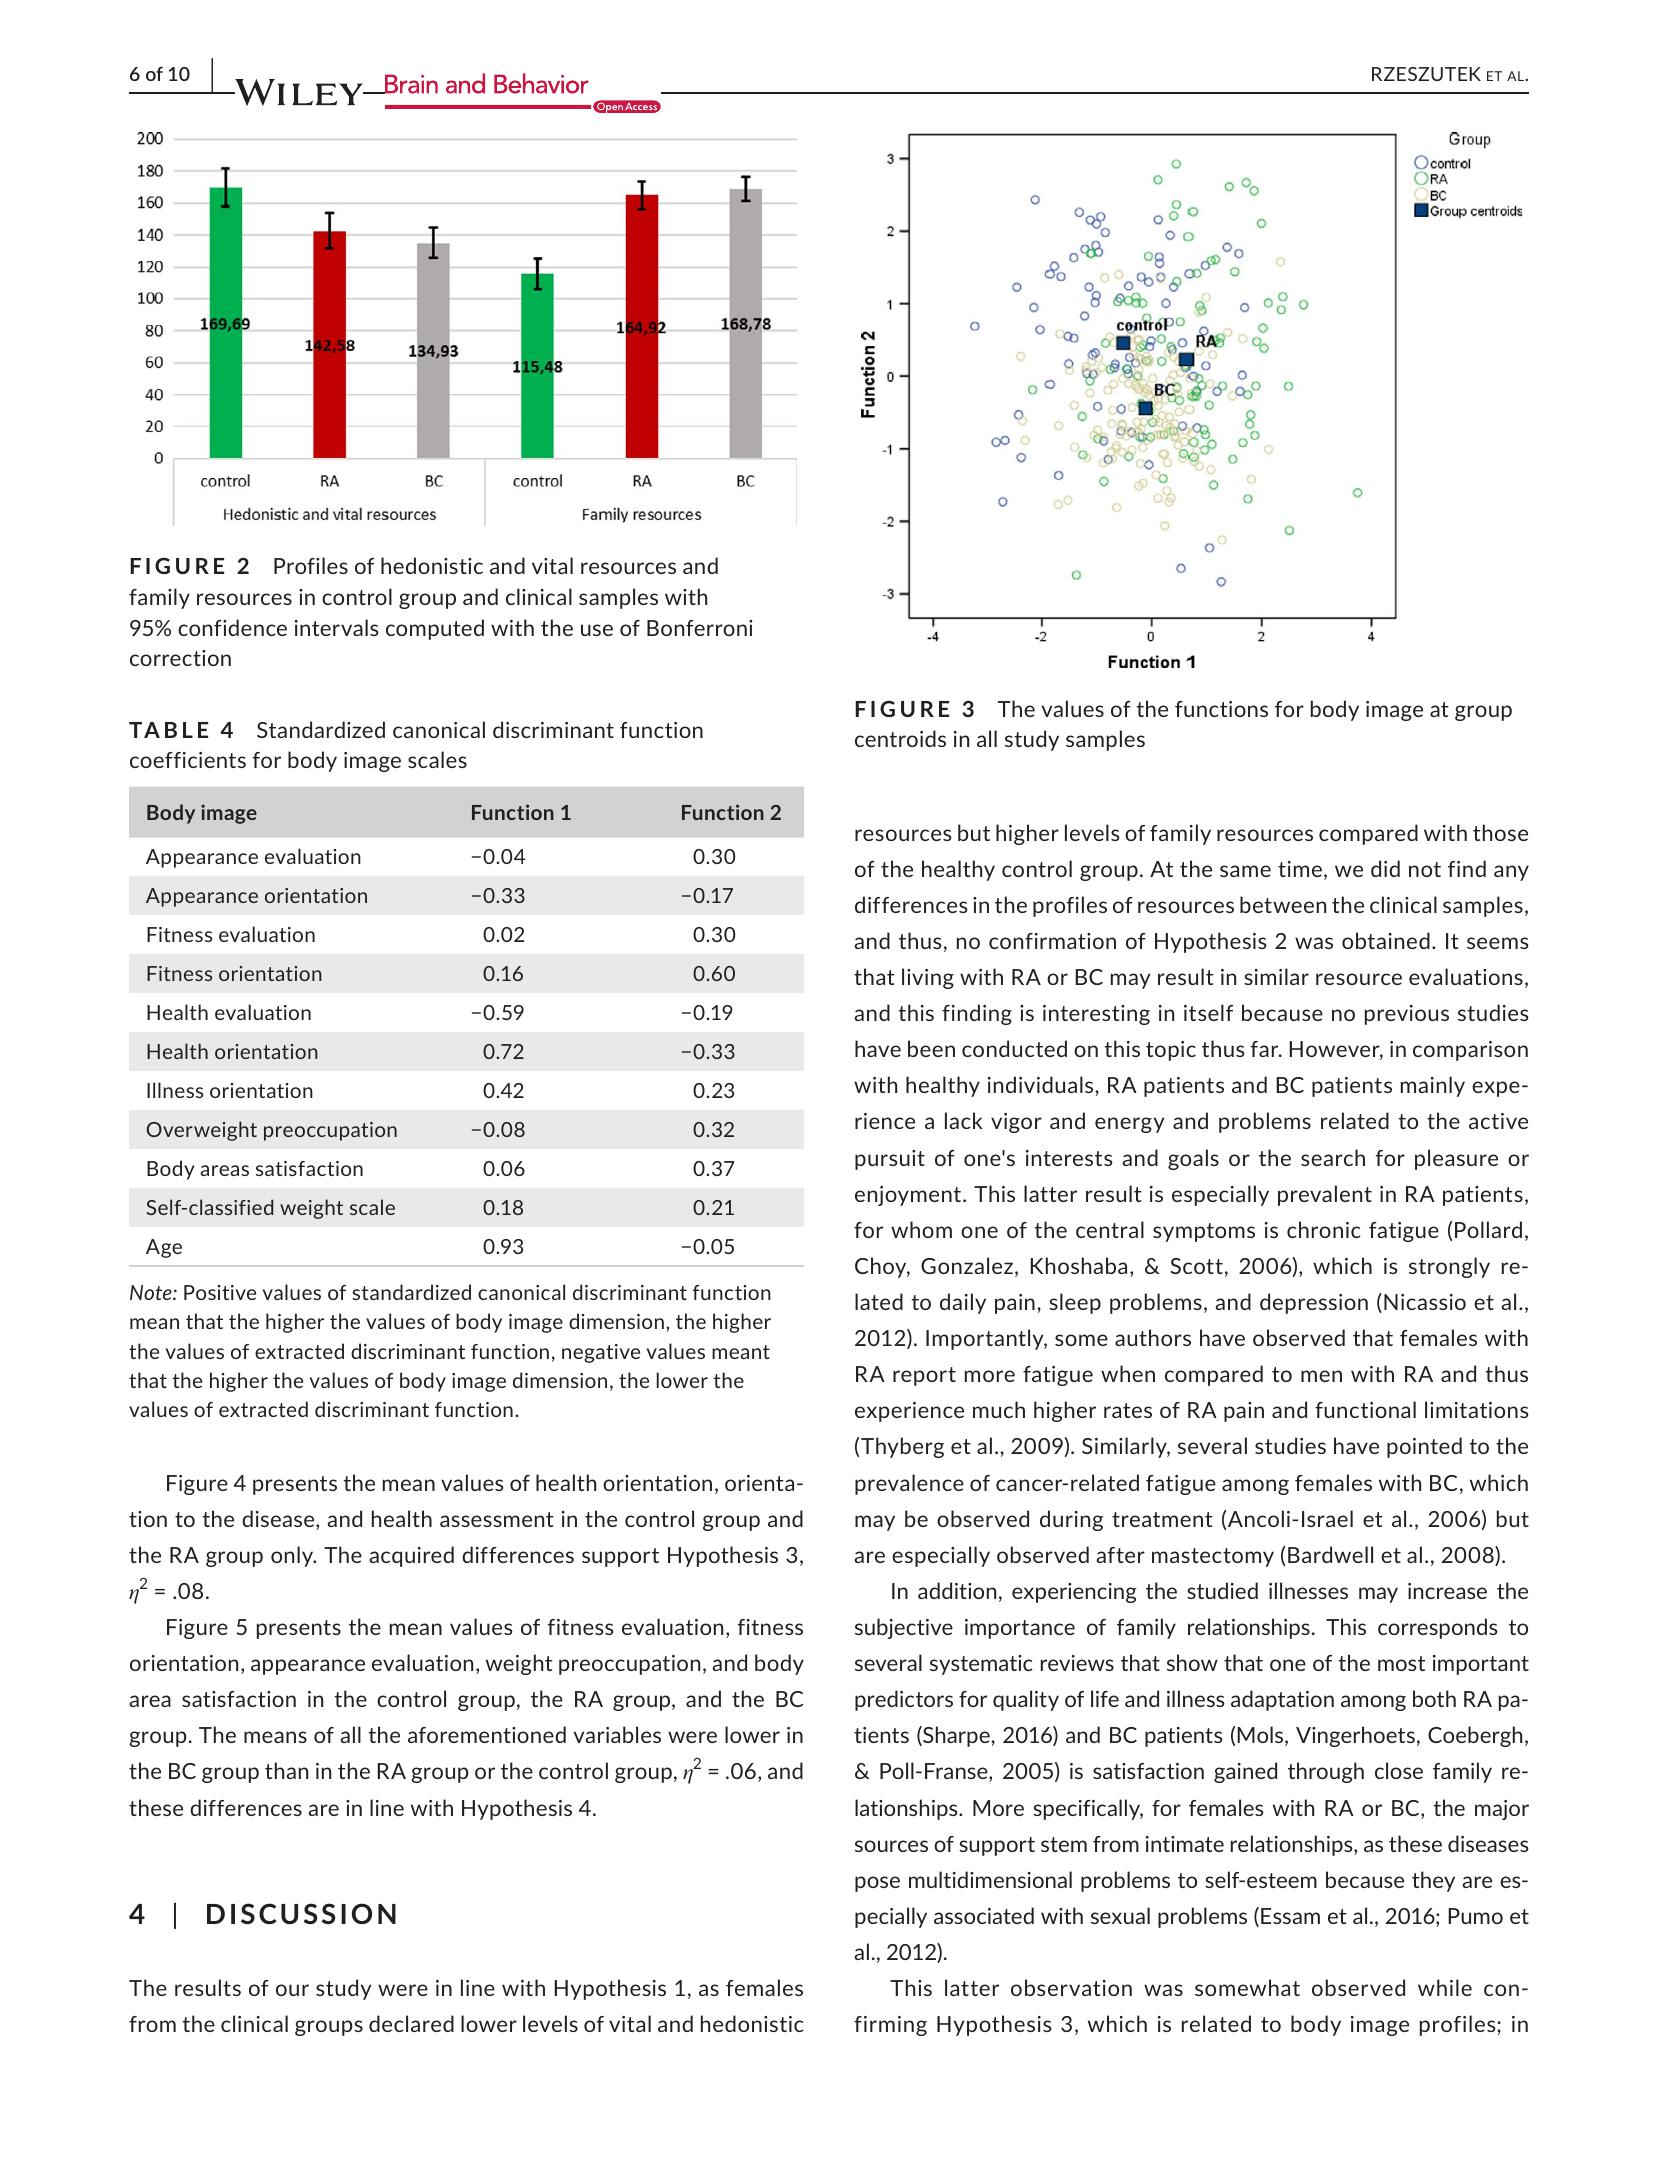 6 of 10
WILEY
Brain and Behavior
Open Access
RZESZUTEK ET AL.
200
180
160
140
120
100
80
60
40
20
0
169,69
142,58
134,93
115,48
164,92
168,78
control RA BC control RA BC
Hedonistic and vital resources Family resources
FIGURE 2 Profiles of hedonistic and vital resources and
family resources in control group and clinical samples with
95% confidence intervals computed with the use of Bonferroni
correction
TABLE 4 Standardized canonical discriminant function
coefficients for body image scales
Body image Function 1 Function 2
Appearance evaluation −0.04 0.30
Appearance orientation −0.33 −0.17
Fitness evaluation 0.02 0.30
Fitness orientation 0.16 0.60
Health evaluation −0.59 −0.19
Health orientation 0.72 −0.33
Illness orientation 0.42 0.23
Overweight preoccupation −0.08 0.32
Body areas satisfaction 0.06 0.37
Self-classified weight scale 0.18 0.21
Age 0.93 −0.05
Note: Positive values of standardized canonical discriminant function
mean that the higher the values of body image dimension, the higher
the values of extracted discriminant function, negative values meant
that the higher the values of body image dimension, the lower the
values of extracted discriminant function.
Figure 4 presents the mean values of health orientation, orienta-
tion to the disease, and health assessment in the control group and
the RA group only. The acquired differences support Hypothesis 3,
η² = .08.
Figure 5 presents the mean values of fitness evaluation, fitness
orientation, appearance evaluation, weight preoccupation, and body
area satisfaction in the control group, the RA group, and the BC
group. The means of all the aforementioned variables were lower in
the BC group than in the RA group or the control group, η² = .06, and
these differences are in line with Hypothesis 4.
4 | DISCUSSION
The results of our study were in line with Hypothesis 1, as females
from the clinical groups declared lower levels of vital and hedonistic
Group
control
RA
BC
Group centroids
3
2
1
0
-1
-2
-3
Function 2
control
RA
BC
-4 -2 0 2 4
Function 1
FIGURE 3 The values of the functions for body image at group
centroids in all study samples
resources but higher levels of family resources compared with those
of the healthy control group. At the same time, we did not find any
differences in the profiles of resources between the clinical samples,
and thus, no confirmation of Hypothesis 2 was obtained. It seems
that living with RA or BC may result in similar resource evaluations,
and this finding is interesting in itself because no previous studies
have been conducted on this topic thus far. However, in comparison
with healthy individuals, RA patients and BC patients mainly expe-
rience a lack vigor and energy and problems related to the active
pursuit of one's interests and goals or the search for pleasure or
enjoyment. This latter result is especially prevalent in RA patients,
for whom one of the central symptoms is chronic fatigue (Pollard,
Choy, Gonzalez, Khoshaba, & Scott, 2006), which is strongly re-
lated to daily pain, sleep problems, and depression (Nicassio et al.,
2012). Importantly, some authors have observed that females with
RA report more fatigue when compared to men with RA and thus
experience much higher rates of RA pain and functional limitations
(Thyberg et al., 2009). Similarly, several studies have pointed to the
prevalence of cancer-related fatigue among females with BC, which
may be observed during treatment (Ancoli-Israel et al., 2006) but
are especially observed after mastectomy (Bardwell et al., 2008).
In addition, experiencing the studied illnesses may increase the
subjective importance of family relationships. This corresponds to
several systematic reviews that show that one of the most important
predictors for quality of life and illness adaptation among both RA pa-
tients (Sharpe, 2016) and BC patients (Mols, Vingerhoets, Coebergh,
& Poll-Franse, 2005) is satisfaction gained through close family re-
lationships. More specifically, for females with RA or BC, the major
sources of support stem from intimate relationships, as these diseases
pose multidimensional problems to self-esteem because they are es-
pecially associated with sexual problems (Essam et al., 2016; Pumo et
al., 2012).
This latter observation was somewhat observed while con-
firming Hypothesis 3, which is related to body image profiles; in